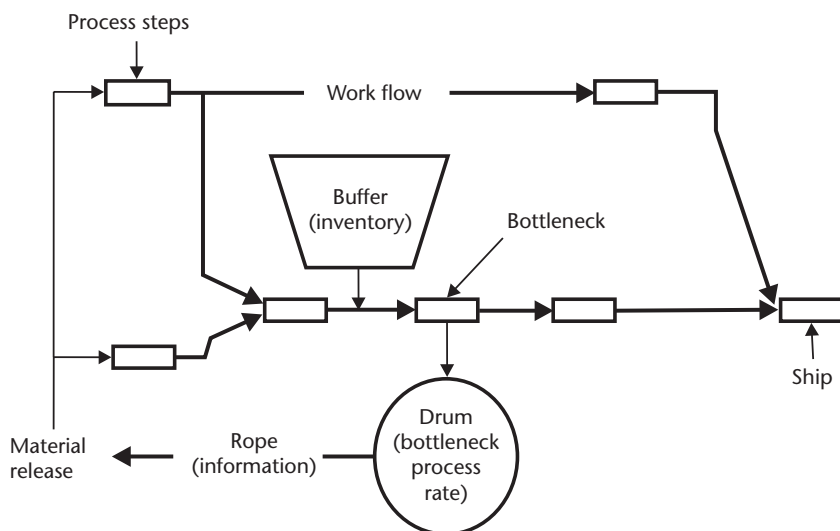 Process steps
Work flow
Buffer
(inventory)
Bottleneck
Ship
Material
release
Rope
(information)
Drum
(bottleneck
process
rate)